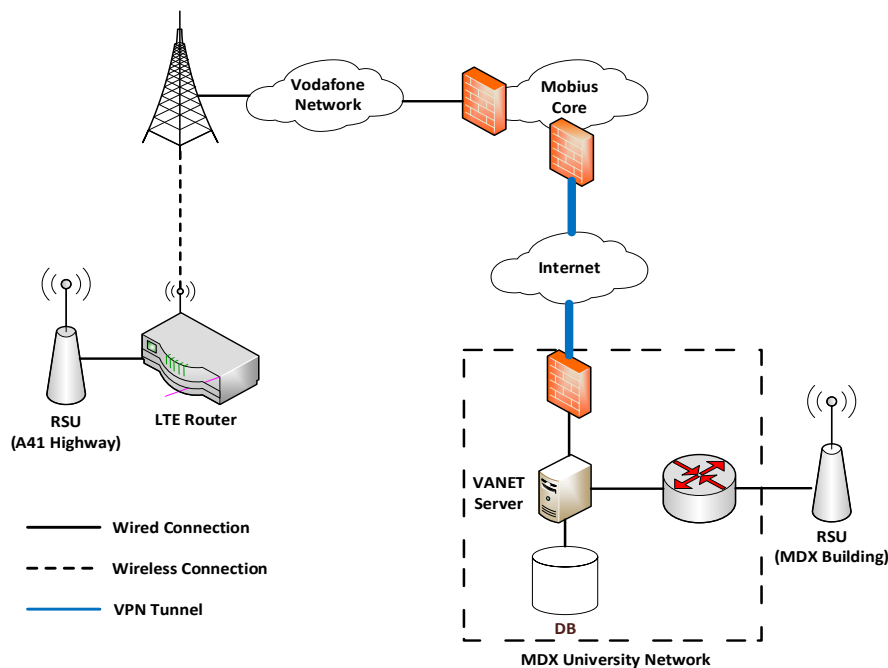 Vodafone
Network
Mobius
Core
Internet
RSU
(A41 Highway)
LTE Router
VANET
Server
RSU
(MDX Building)
DB
Wired Connection
Wireless Connection
VPN Tunnel
MDX University Network